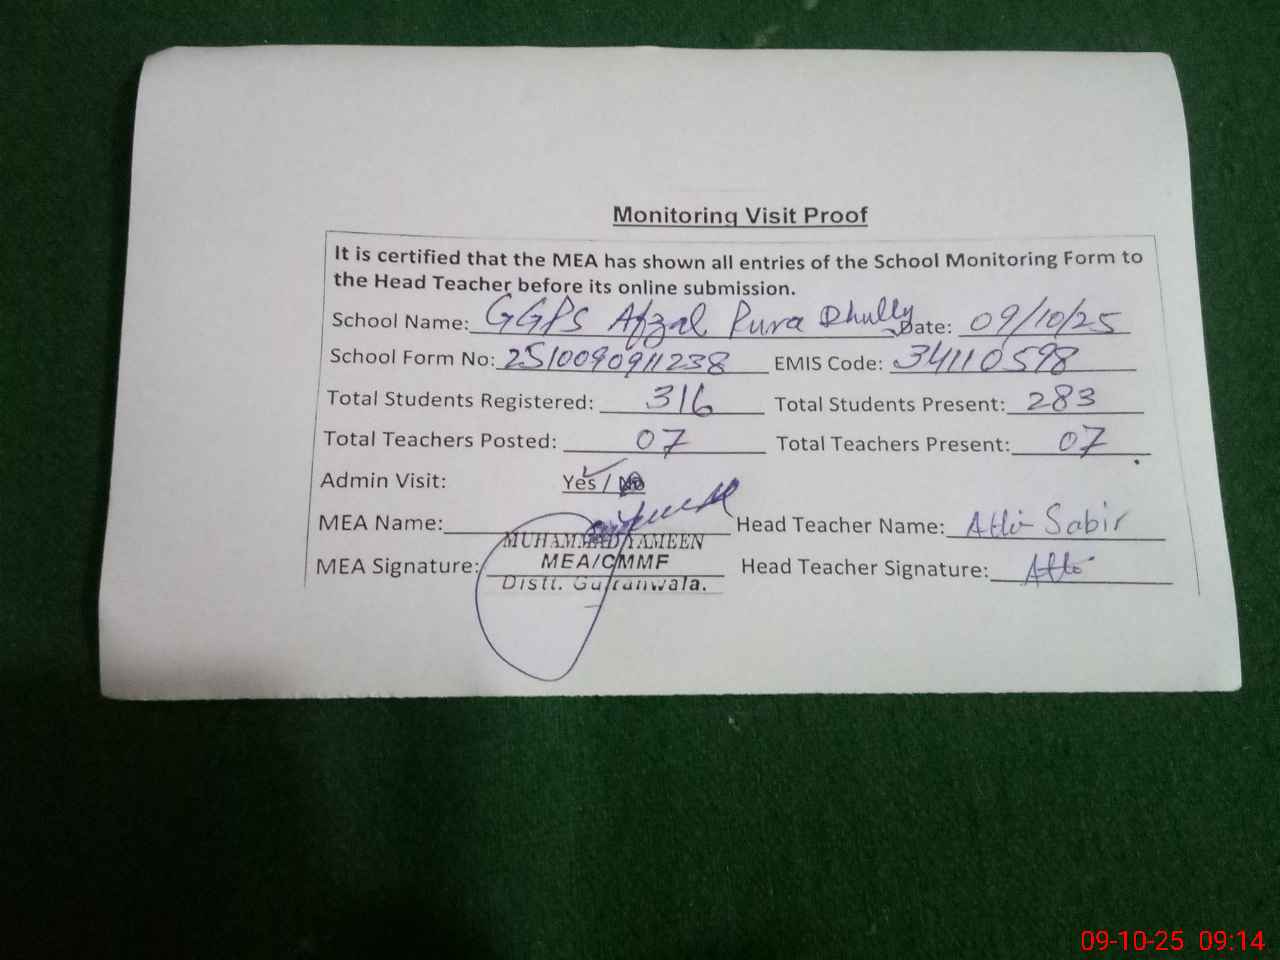 Monitoring Visit Proof
It is certified that the MEA has shown all entries of the School Monitoring Form to
the Head Teacher before its online submission.
School Name: GGPS Afzal Pura Dhully Date: 09/10/25
School Form No: 2510090911238 EMIS Code: 34110598
Total Students Registered: 316 Total Students Present: 283
Total Teachers Posted: 07 Total Teachers Present: 07
Admin Visit: Yes / No
MEA Name: Head Teacher Name: Sabir
MUHAMMAD YAMEEN
MEA Signature: MEA/CMMF Head Teacher Signature:
Distt. Gujranwala.
09-10-25 09:14